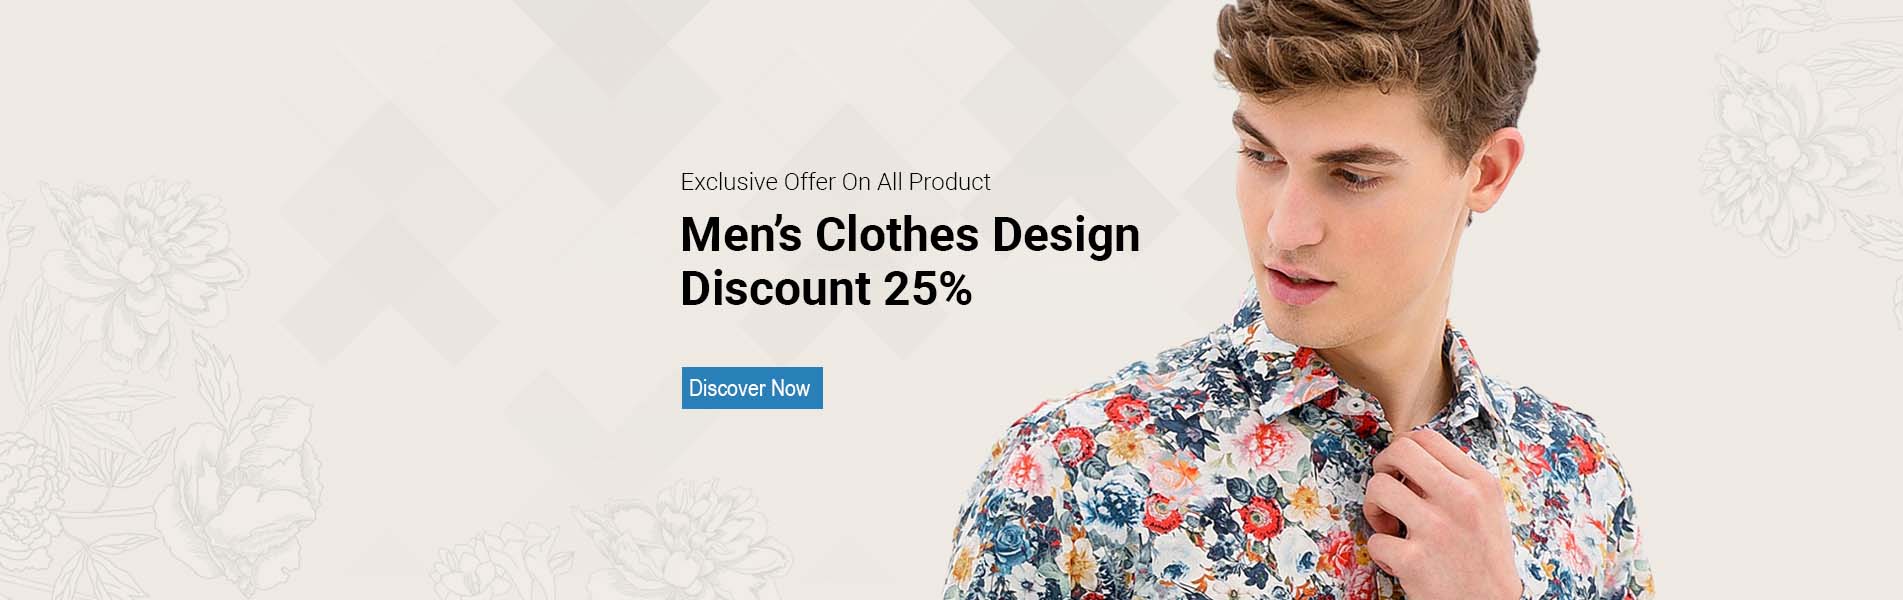 Exclusive Offer On All Product
Men’s Clothes Design
Discount 25%
Discover Now